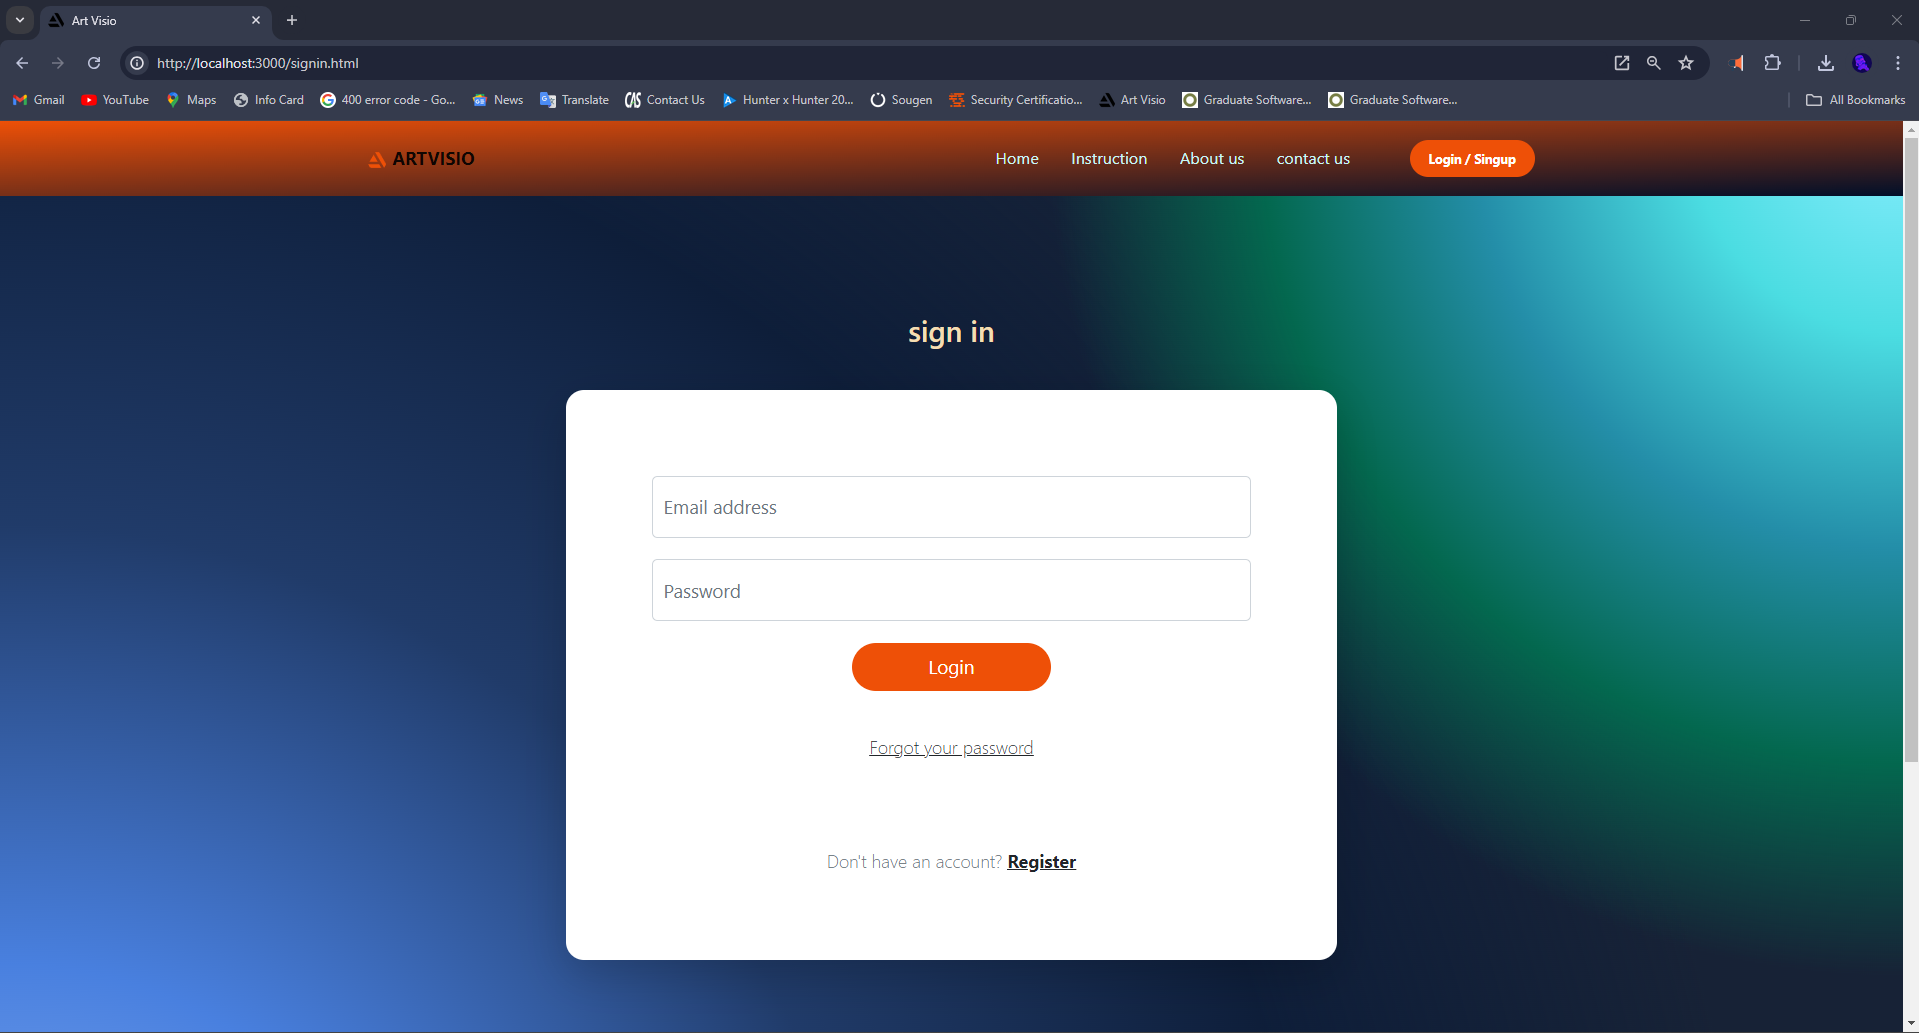 Art Visio
http://localhost:3000/signin.html
Gmail YouTube Maps Info Card 400 error code - Go... News Translate Contact Us Hunter x Hunter 20... Sougen Security Certificatio... Art Visio Graduate Software... Graduate Software... All Bookmarks
ARTVISIO Home Instruction About us contact us Login / Singup
sign in
Email address
Password
Login
Forgot your password
Don't have an account? Register